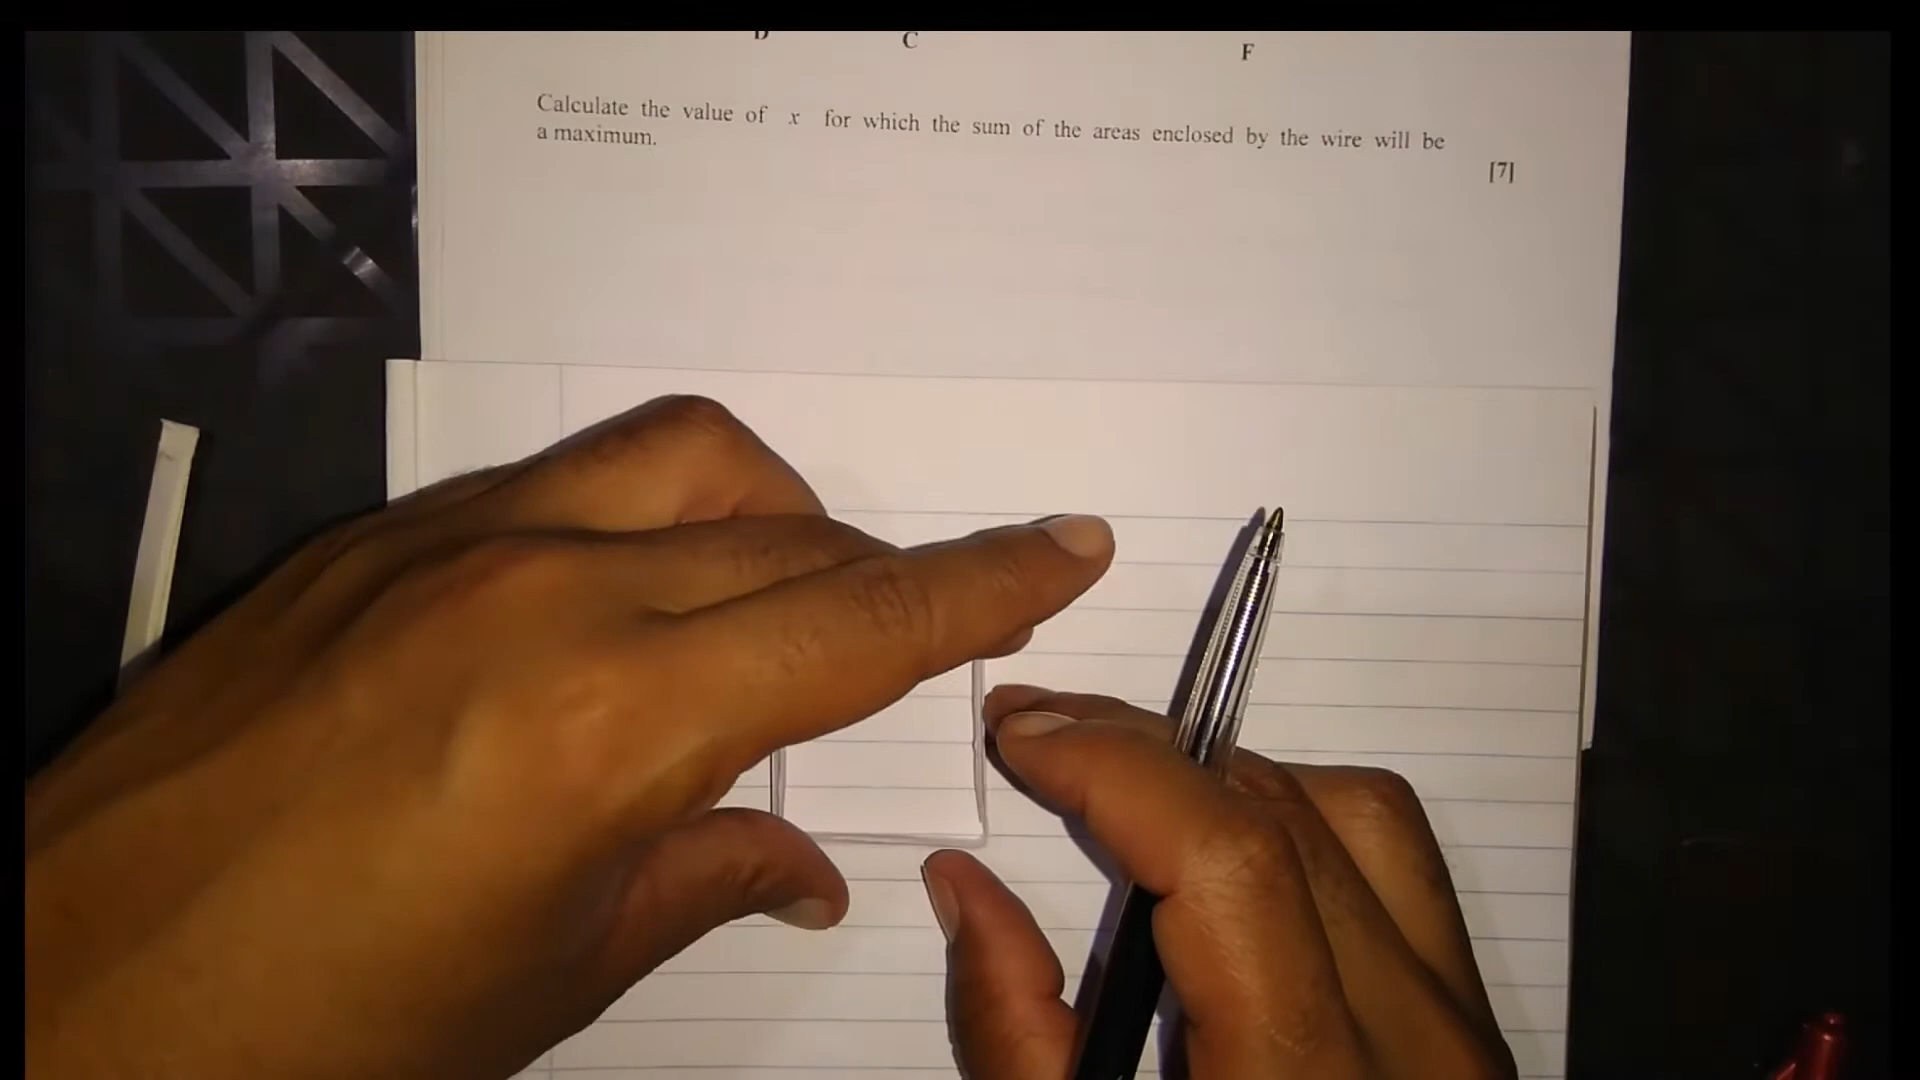 D C F
Calculate the value of x for which the sum of the areas enclosed by the wire will be
a maximum.
[7]